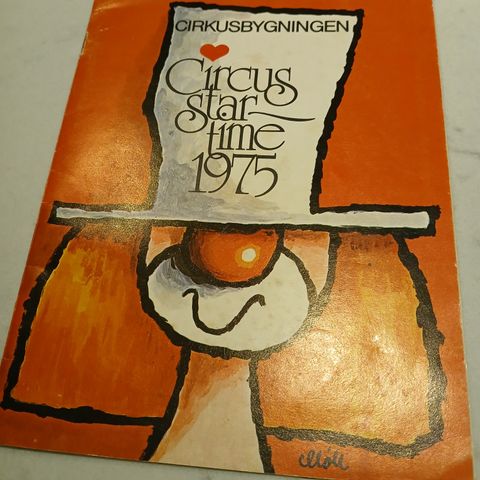 CIRKUSBYGNINGEN
Circus
star
time
1975